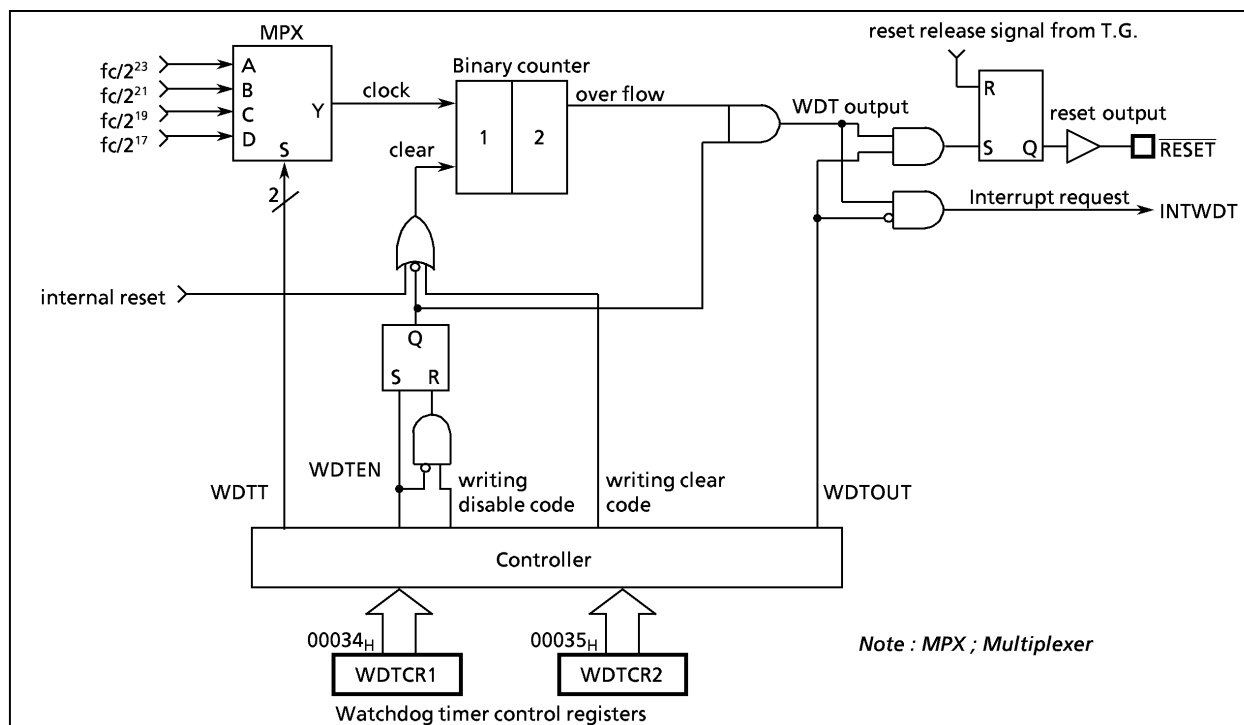 MPX
reset release signal from T.G.
fc/2²³
fc/2²¹
fc/2¹⁹
fc/2¹⁷
A
B
C
D
Y
S
2
clock
Binary counter
1 2
clear
over flow
WDT output
R
S Q
reset output
RESET
Interrupt request
INTWDT
internal reset
Q
S R
WDTT
WDTEN
writing
disable code
writing clear
code
WDTOUT
Controller
00034H
WDTCR1
00035H
WDTCR2
Note : MPX ; Multiplexer
Watchdog timer control registers